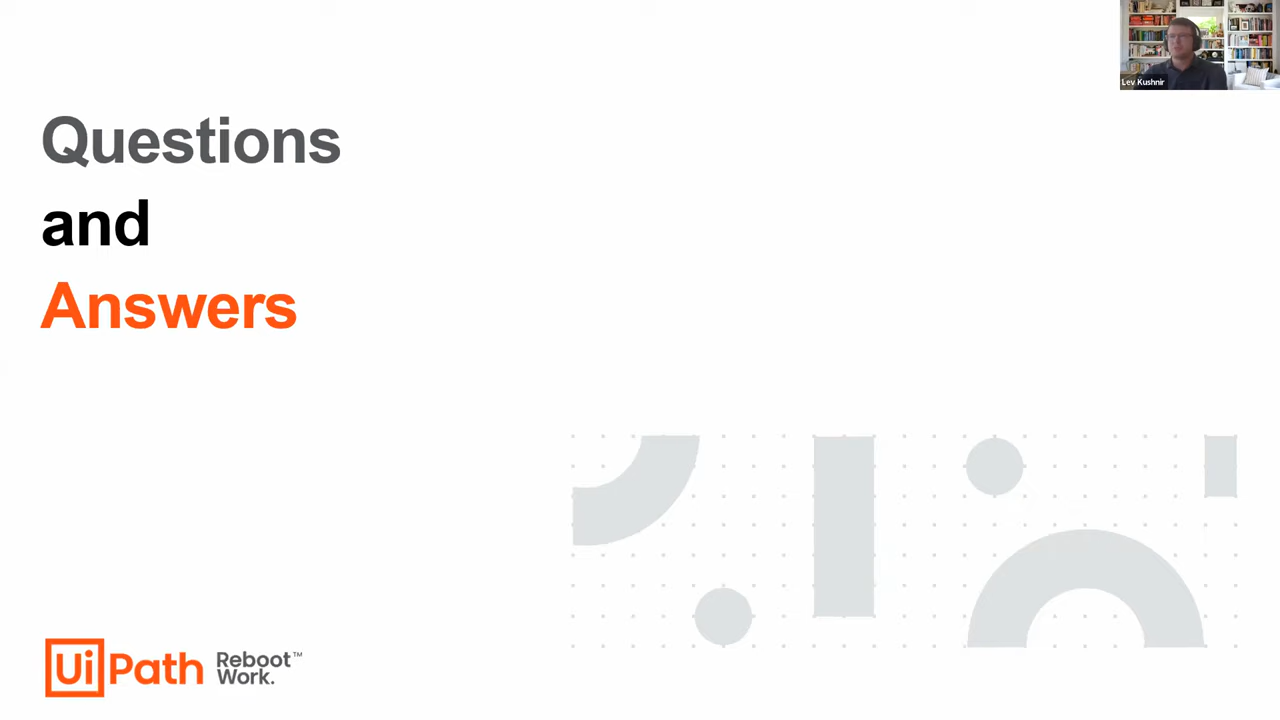 Lev Kushnir
Questions
and
Answers
UiPath Reboot™
Work.